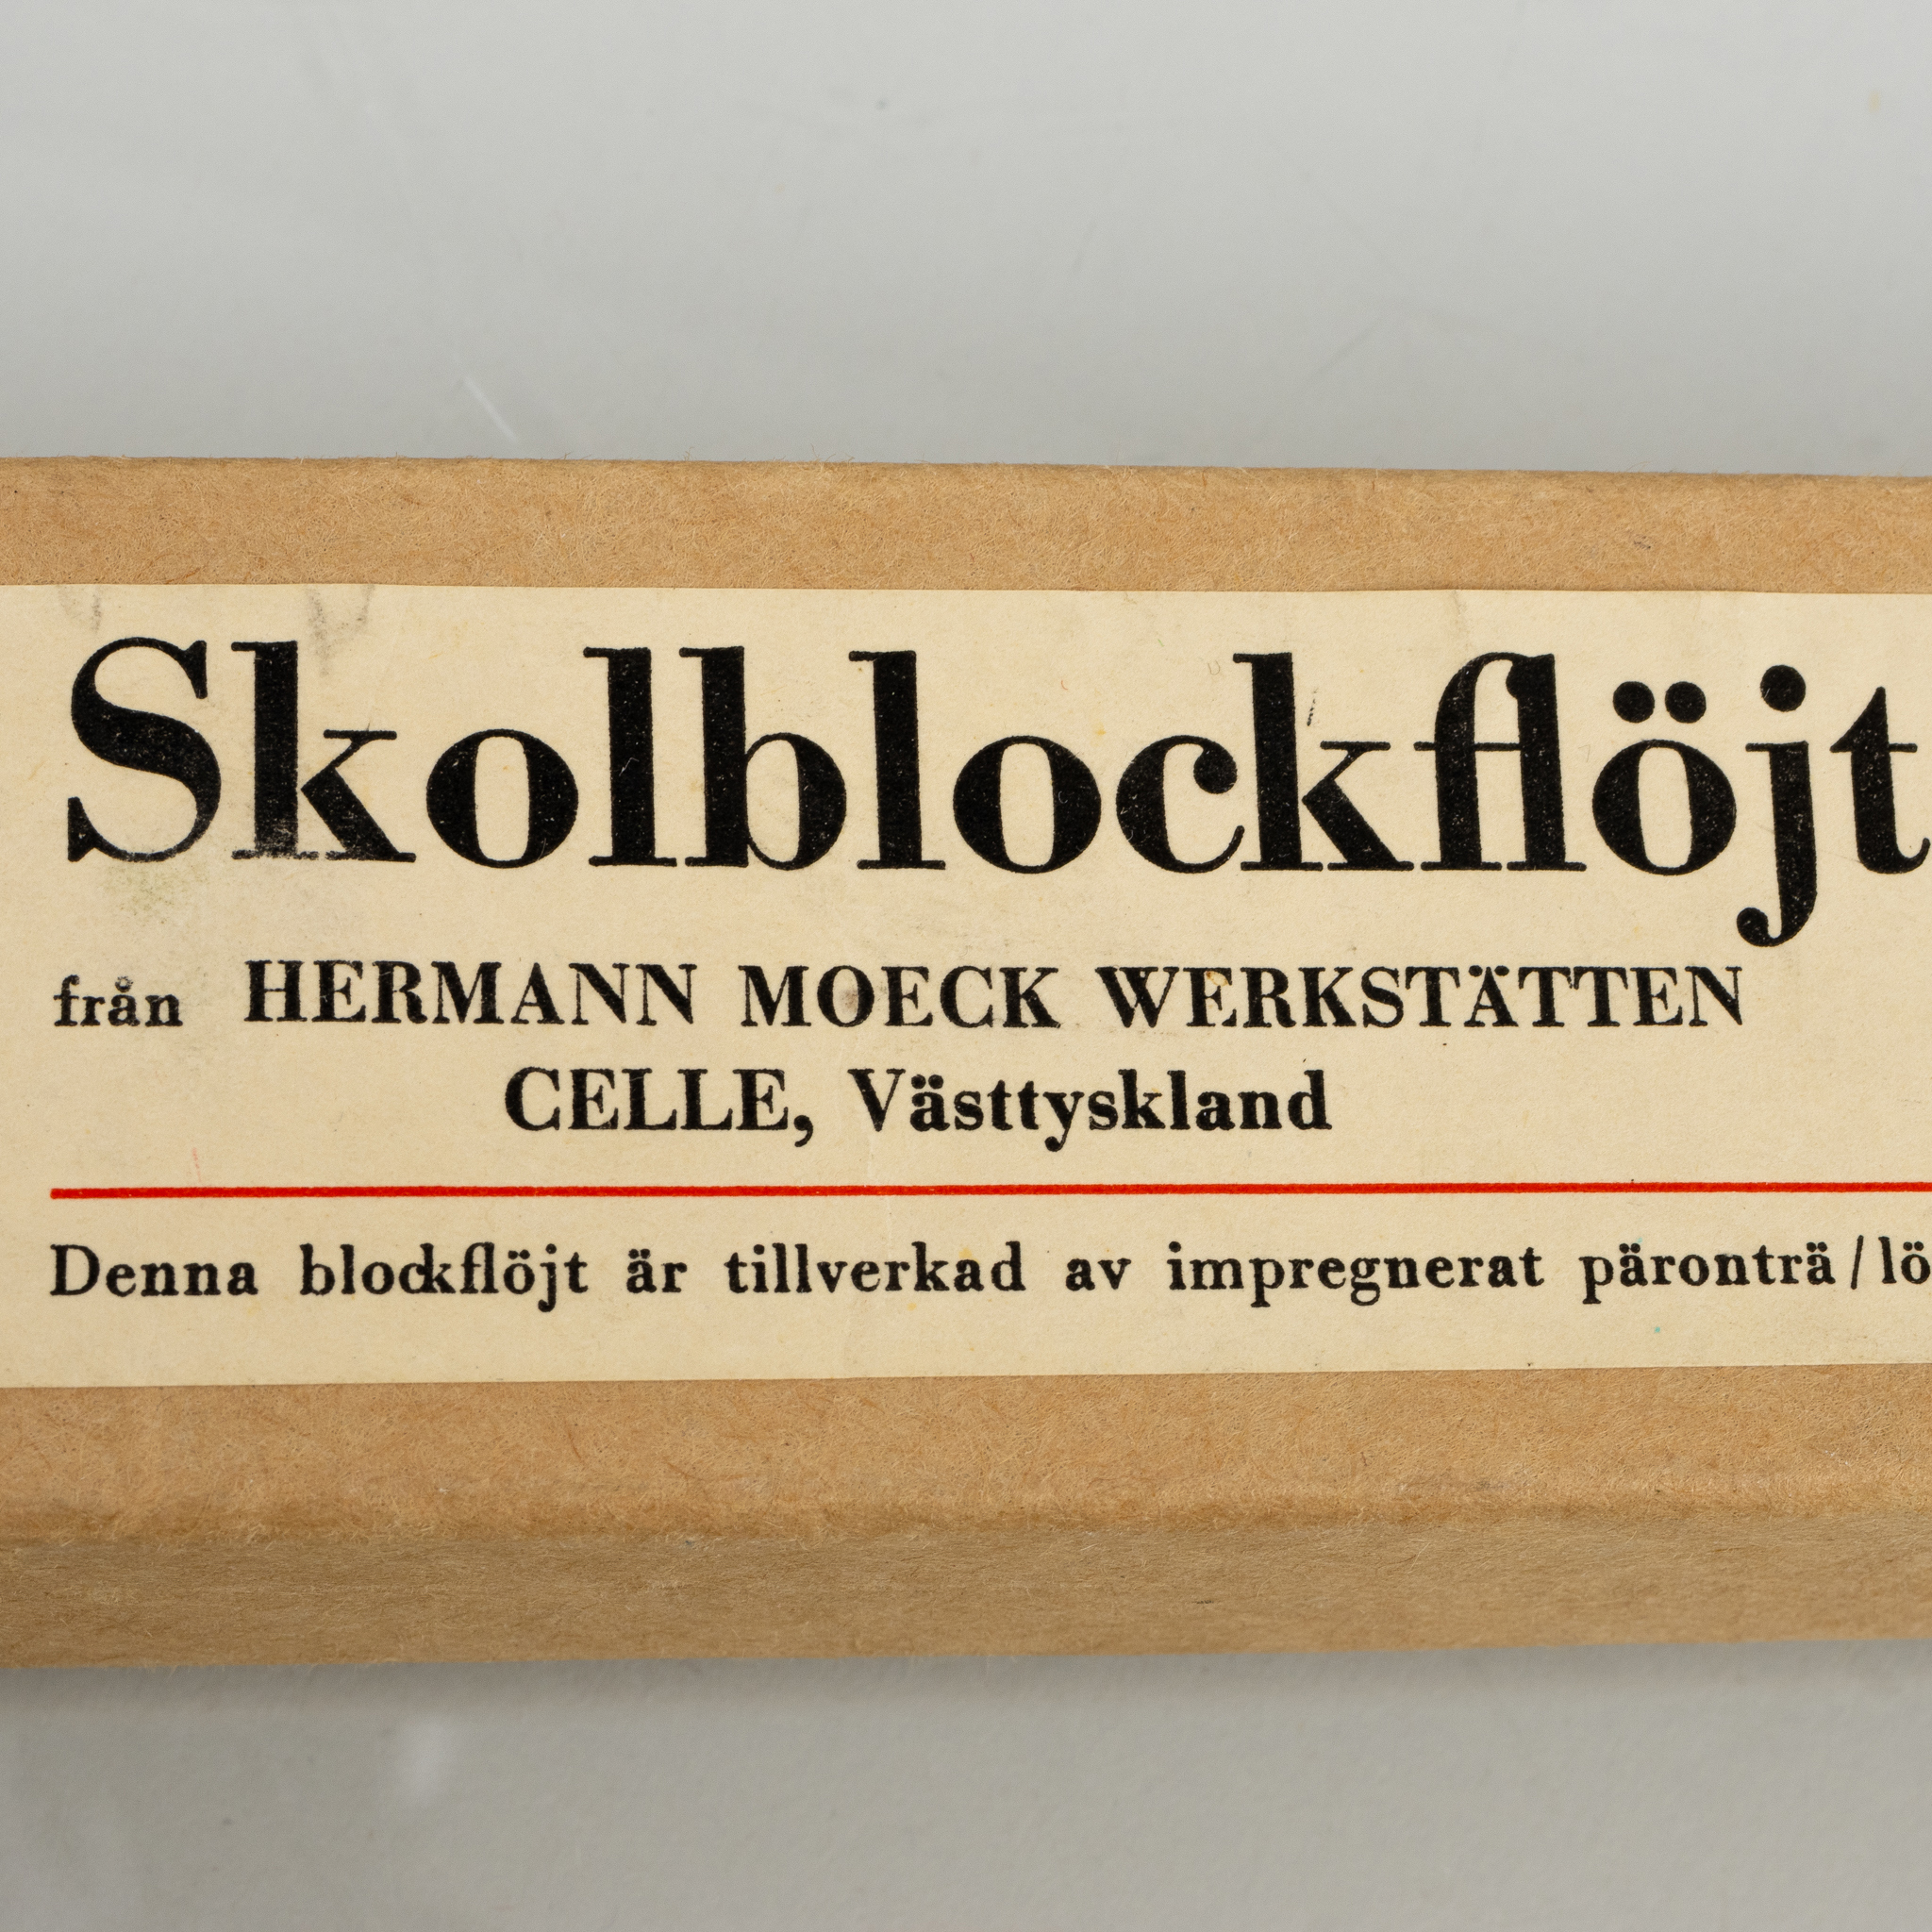 Skolblockflöjt
från HERMANN MOECK WERKSTÄTTEN
CELLE, Västtyskland
Denna blockflöjt är tillverkad av impregnerat päronträ/